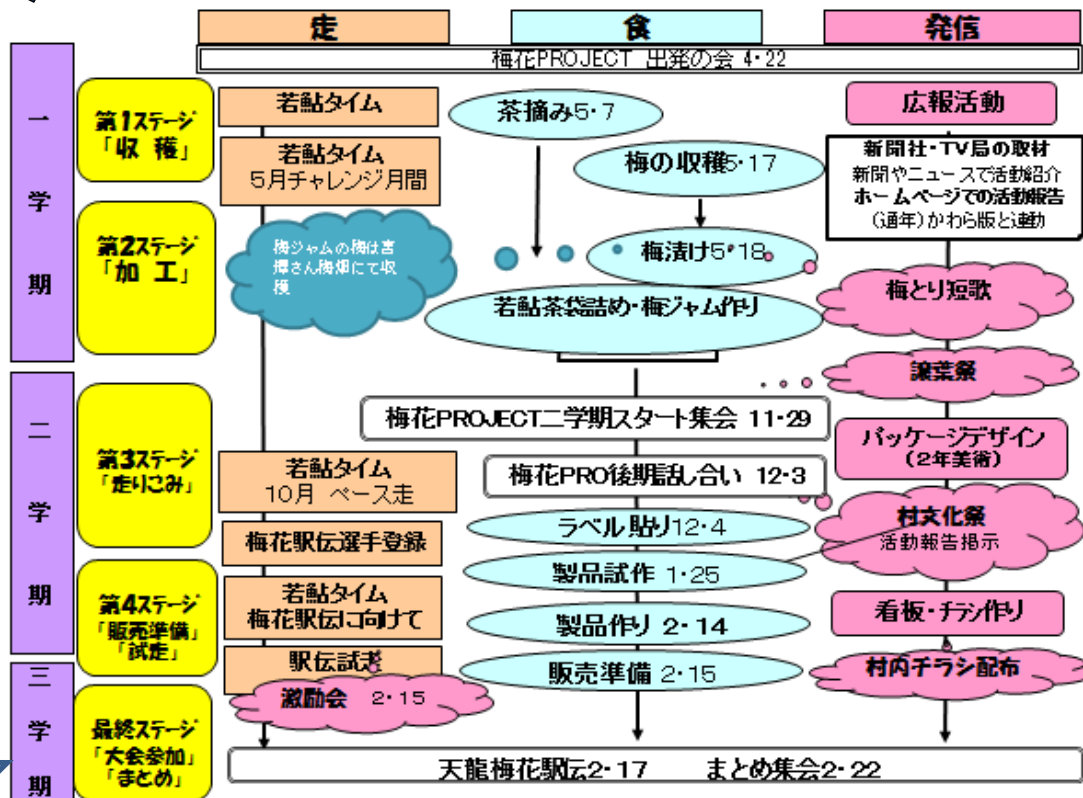 走
食
発信
梅花PROJECT 出発の会 4・22
一
学
期
二
学
期
三
学
期
第1ステージ
「収 穫」
第2ステージ
「加 工」
第3ステージ
「走りこみ」
第4ステージ
「販売準備」
「試走」
最終ステージ
「大会参加」
「まとめ」
若鮎タイム
若鮎タイム
5月チャレンジ月間
梅ジャムの梅は宮
澤さん梅畑にて収
穫
若鮎タイム
10月 ペース走
梅花駅伝選手登録
若鮎タイム
梅花駅伝に向けて
駅伝試走
激励会 2・15
茶摘み5・7
梅の収穫5・17
梅漬け5・18
若鮎茶袋詰め・梅ジャム作り
梅花PROJECT二学期スタート集会 11・29
梅花PRO後期話し合い 12・3
ラベル貼り12・4
製品試作 1・25
製品作り 2・14
販売準備 2・15
広報活動
新聞社・TV局の取材
新聞やニュースで活動紹介
ホームページでの活動報告
(通年)かわら版と連動
梅とり短歌
譲葉祭
パッケージデザイン
(2年美術)
村文化祭
活動報告掲示
看板・チラシ作り
村内チラシ配布
天龍梅花駅伝2・17 まとめ集会2・22